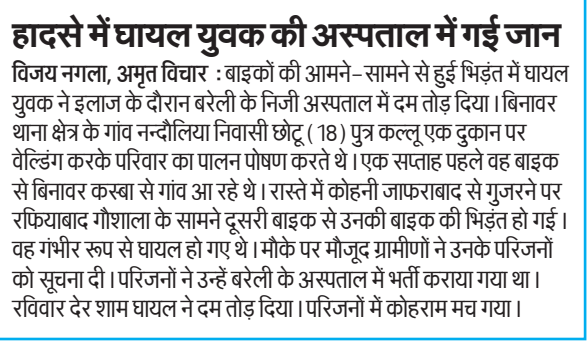 हादसे में घायल युवक की अस्पताल में गई जान
विजय नगला, अमृत विचार : बाइकों की आमने-सामने से हुई भिड़ंत में घायल
युवक ने इलाज के दौरान बरेली के निजी अस्पताल में दम तोड़ दिया। बिनावर
थाना क्षेत्र के गांव नन्दौलिया निवासी छोटू (18) पुत्र कल्लू एक दुकान पर
वेल्डिंग करके परिवार का पालन पोषण करते थे। एक सप्ताह पहले वह बाइक
से बिनावर कस्बा से गांव आ रहे थे। रास्ते में कोहनी जाफराबाद से गुजरने पर
रफियाबाद गौशाला के सामने दूसरी बाइक से उनकी बाइक की भिड़ंत हो गई।
वह गंभीर रूप से घायल हो गए थे। मौके पर मौजूद ग्रामीणों ने उनके परिजनों
को सूचना दी। परिजनों ने उन्हें बरेली के अस्पताल में भर्ती कराया गया था।
रविवार देर शाम घायल ने दम तोड़ दिया। परिजनों में कोहराम मच गया।